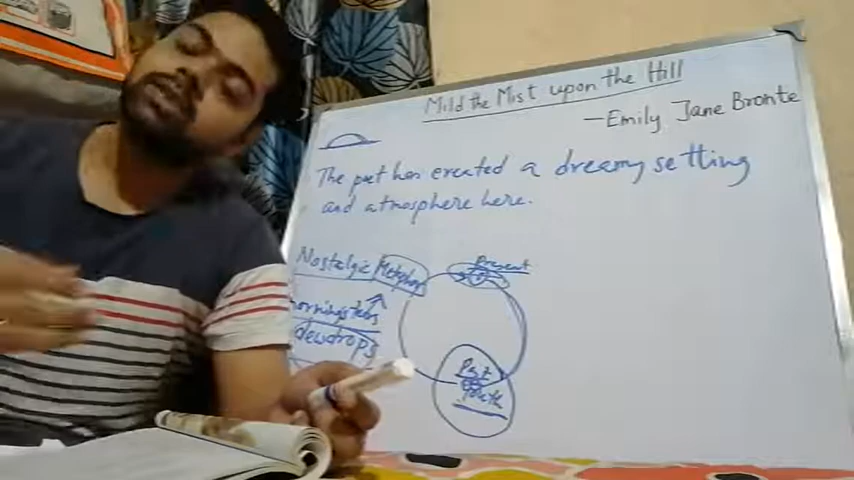 Mild the Mist upon the Hill
— Emily Jane Bronte
The poet has created a dreamy setting
and atmosphere here.
Nostalgic Metaphor
morning's tears
dewdrops
Present
Past